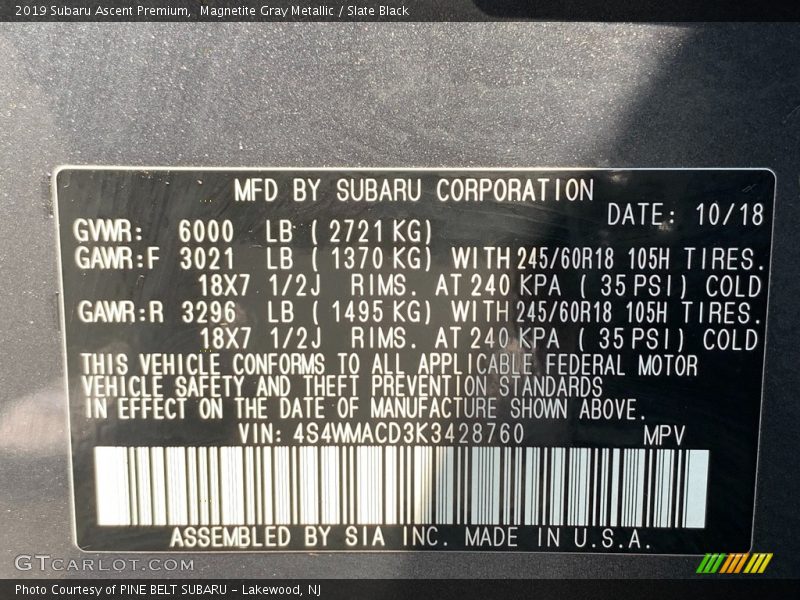 2019 Subaru Ascent Premium,  Magnetite Gray Metallic / Slate Black
MFD BY SUBARU CORPORATION
DATE: 10/18
GVWR: 6000 LB ( 2721 KG)
GAWR:F 3021 LB ( 1370 KG) WITH 245/60R18 105H TIRES.
18X7 1/2J RIMS. AT 240 KPA ( 35 PSI) COLD
GAWR:R 3296 LB ( 1495 KG) WITH 245/60R18 105H TIRES.
18X7 1/2J RIMS. AT 240 KPA ( 35 PSI) COLD
THIS VEHICLE CONFORMS TO ALL APPLICABLE FEDERAL MOTOR
VEHICLE SAFETY AND THEFT PREVENTION STANDARDS
IN EFFECT ON THE DATE OF MANUFACTURE SHOWN ABOVE.
VIN: 4S4WMACD3K3428760 MPV
ASSEMBLED BY SIA INC. MADE IN U.S.A.
GTCARLOT.COM
Photo Courtesy of PINE BELT SUBARU - Lakewood, NJ